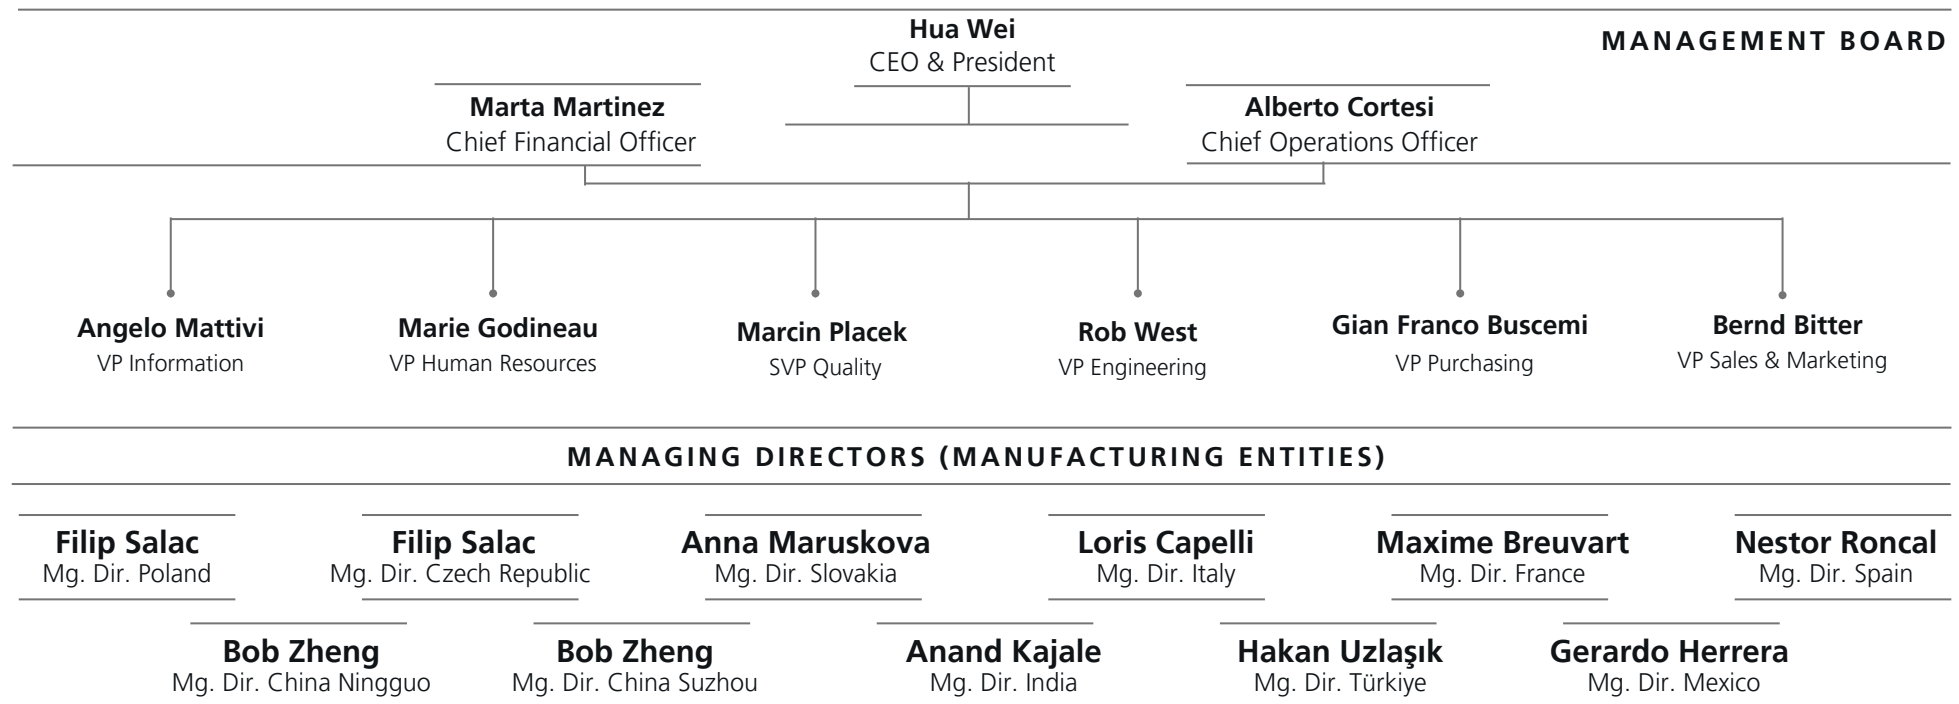 Hua Wei
CEO & President
MANAGEMENT BOARD
Marta Martinez
Chief Financial Officer
Alberto Cortesi
Chief Operations Officer
Angelo Mattivi
VP Information
Marie Godineau
VP Human Resources
Marcin Placek
SVP Quality
Rob West
VP Engineering
Gian Franco Buscemi
VP Purchasing
Bernd Bitter
VP Sales & Marketing
MANAGING DIRECTORS (MANUFACTURING ENTITIES)
Filip Salac
Mg. Dir. Poland
Filip Salac
Mg. Dir. Czech Republic
Anna Maruskova
Mg. Dir. Slovakia
Loris Capelli
Mg. Dir. Italy
Maxime Breuvart
Mg. Dir. France
Nestor Roncal
Mg. Dir. Spain
Bob Zheng
Mg. Dir. China Ningguo
Bob Zheng
Mg. Dir. China Suzhou
Anand Kajale
Mg. Dir. India
Hakan Uzlaşık
Mg. Dir. Türkiye
Gerardo Herrera
Mg. Dir. Mexico